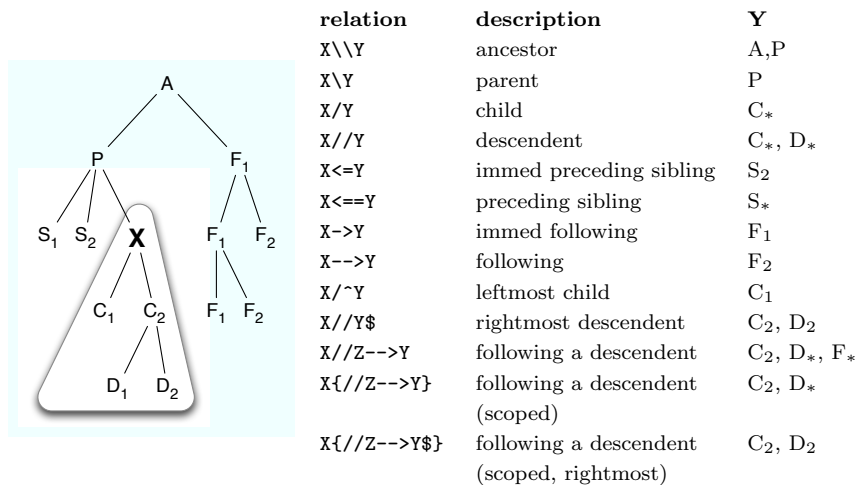 A
P F₁
S₁ S₂ X F₁ F₂
C₁ C₂ F₁ F₂
D₁ D₂
relation description Y
X\\Y ancestor A,P
X\Y parent P
X/Y child C∗
X//Y descendent C∗, D∗
X<=Y immed preceding sibling S₂
X<==Y preceding sibling S∗
X->Y immed following F₁
X-->Y following F₂
X/^Y leftmost child C₁
X//Y$ rightmost descendent C₂, D₂
X//Z-->Y following a descendent C₂, D∗, F∗
X{//Z-->Y} following a descendent C₂, D∗
(scoped)
X{//Z-->Y$} following a descendent C₂, D₂
(scoped, rightmost)